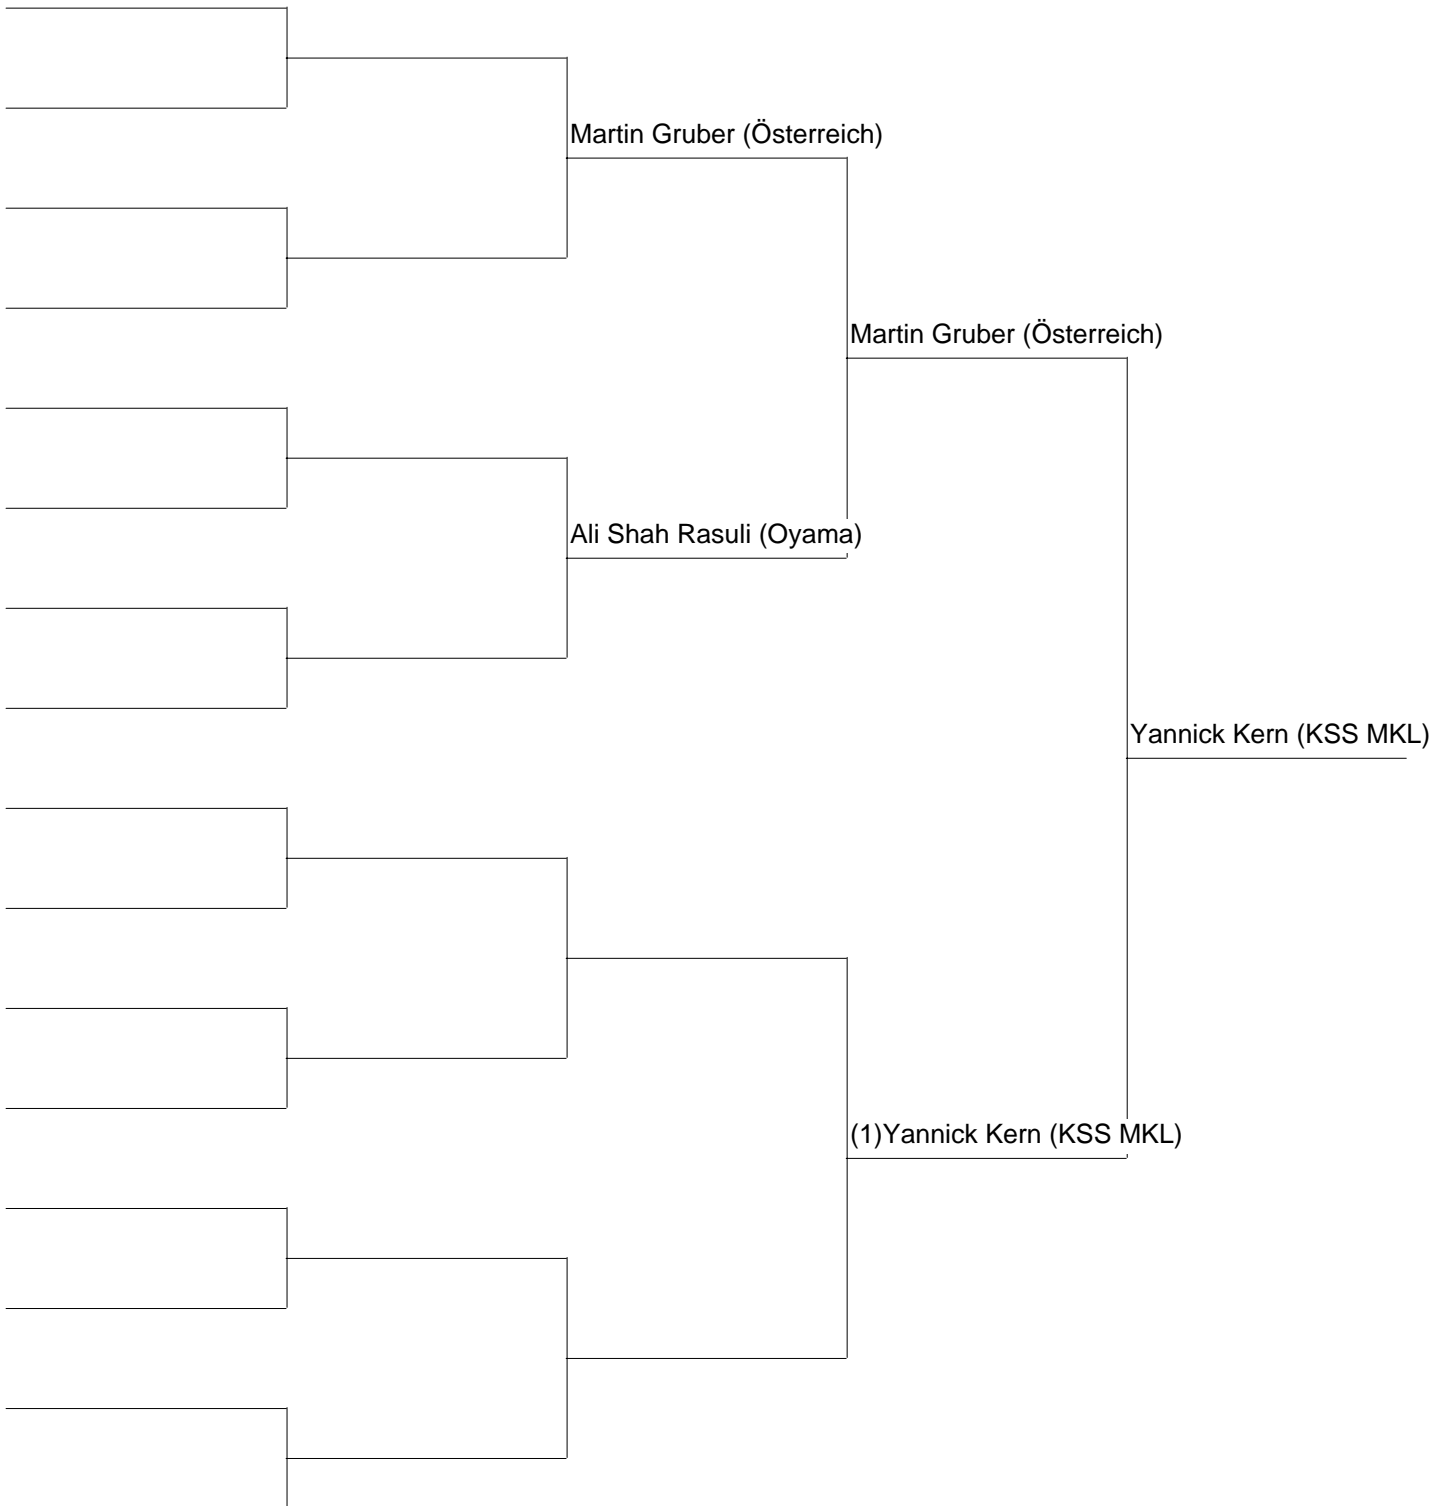 Martin Gruber (Österreich)
Martin Gruber (Österreich)
Ali Shah Rasuli (Oyama)
Yannick Kern (KSS MKL)
(1)Yannick Kern (KSS MKL)